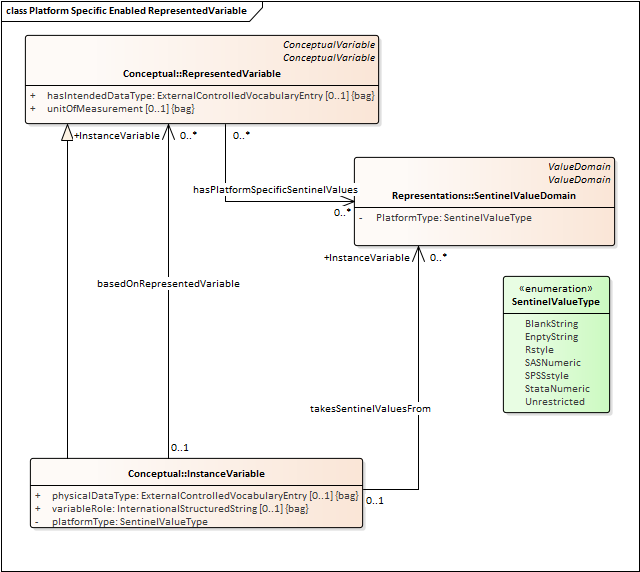 class Platform Specific Enabled RepresentedVariable
ConceptualVariable
ConceptualVariable
Conceptual::RepresentedVariable
+ hasIntendedDataType: ExternalControlledVocabularyEntry [0..1] {bag}
+ unitOfMeasurement [0..1] {bag}
+InstanceVariable
0..*
0..*
hasPlatformSpecificSentinelValues
0..*
ValueDomain
ValueDomain
Representations::SentinelValueDomain
- PlatformType: SentinelValueType
+InstanceVariable
0..*
basedOnRepresentedVariable
«enumeration»
SentinelValueType
BlankString
EnptyString
Rstyle
SASNumeric
SPSSstyle
StataNumeric
Unrestricted
takesSentinelValuesFrom
0..1
Conceptual::InstanceVariable
+ physicalDataType: ExternalControlledVocabularyEntry [0..1] {bag}
+ variableRole: InternationalStructuredString [0..1] {bag}
- platformType: SentinelValueType
0..1